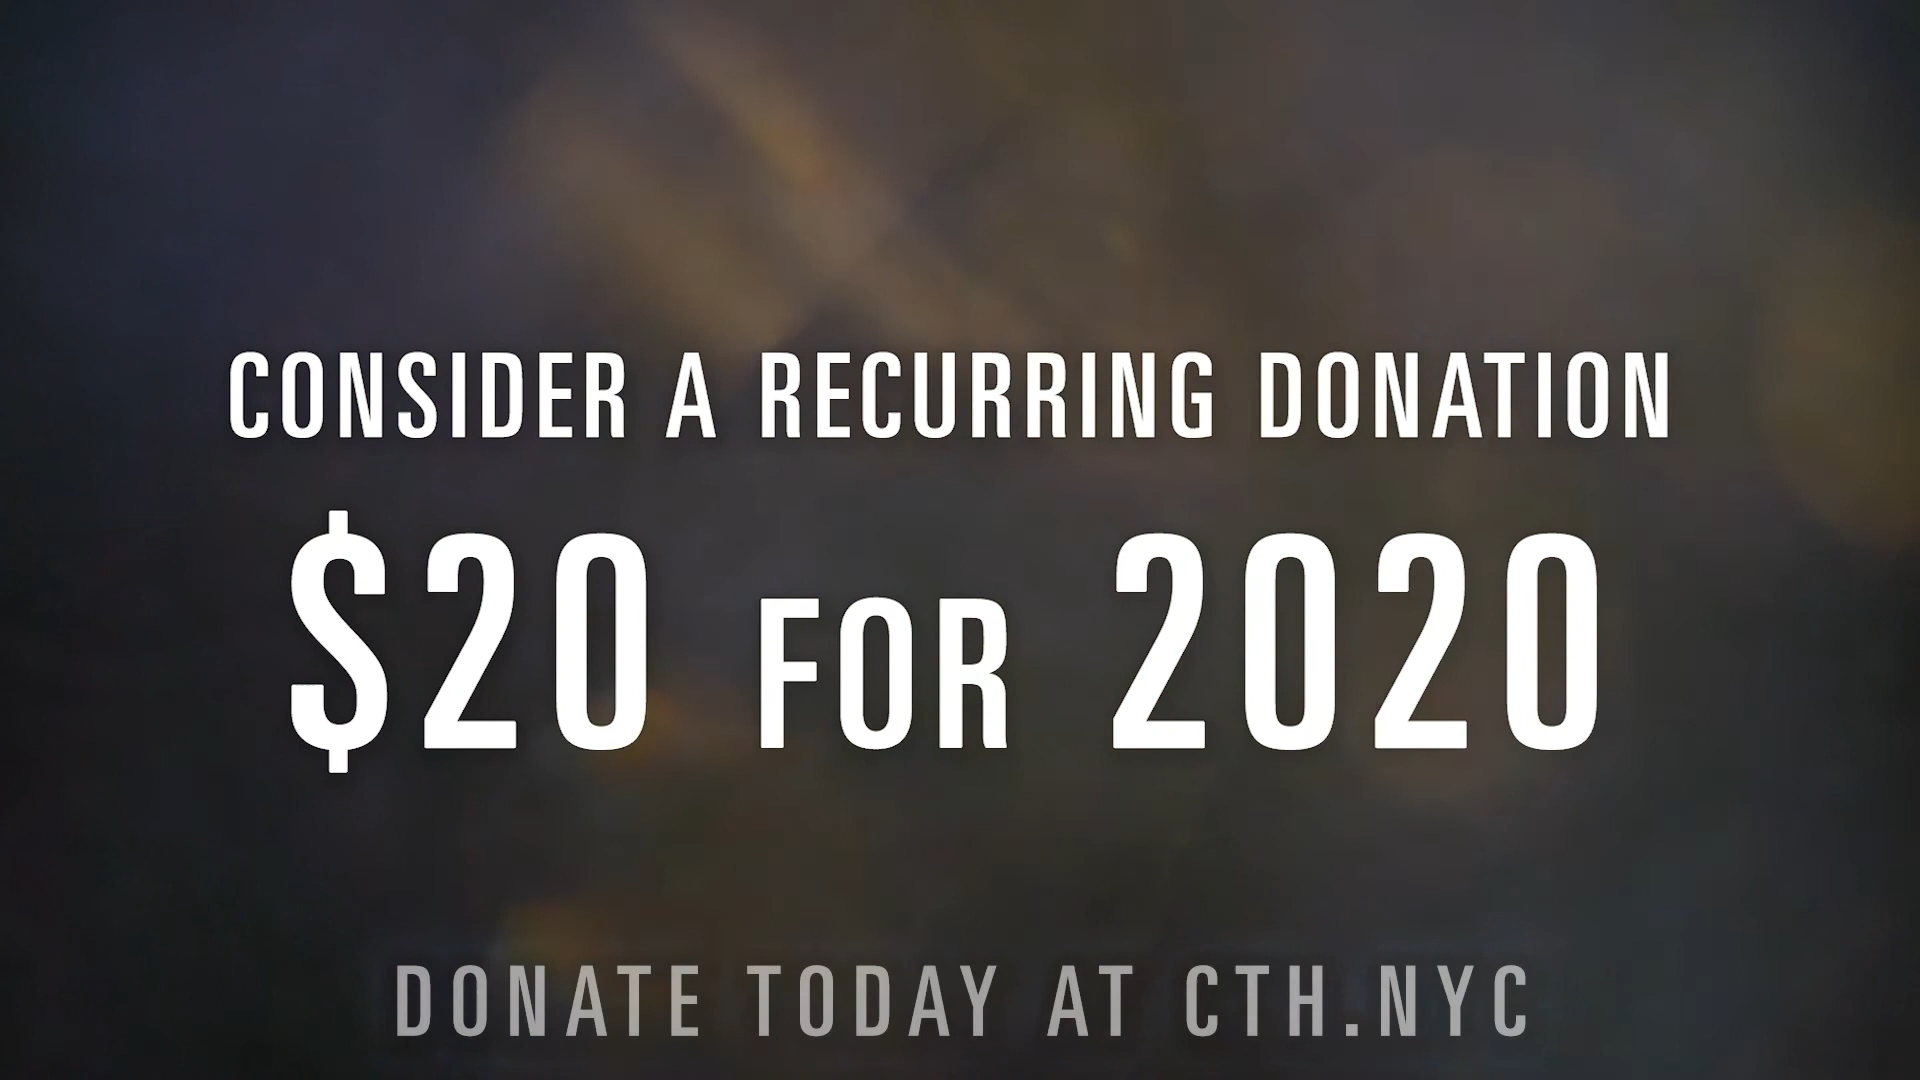 CONSIDER A RECURRING DONATION
$20 FOR 2020
DONATE TODAY AT CTH.NYC